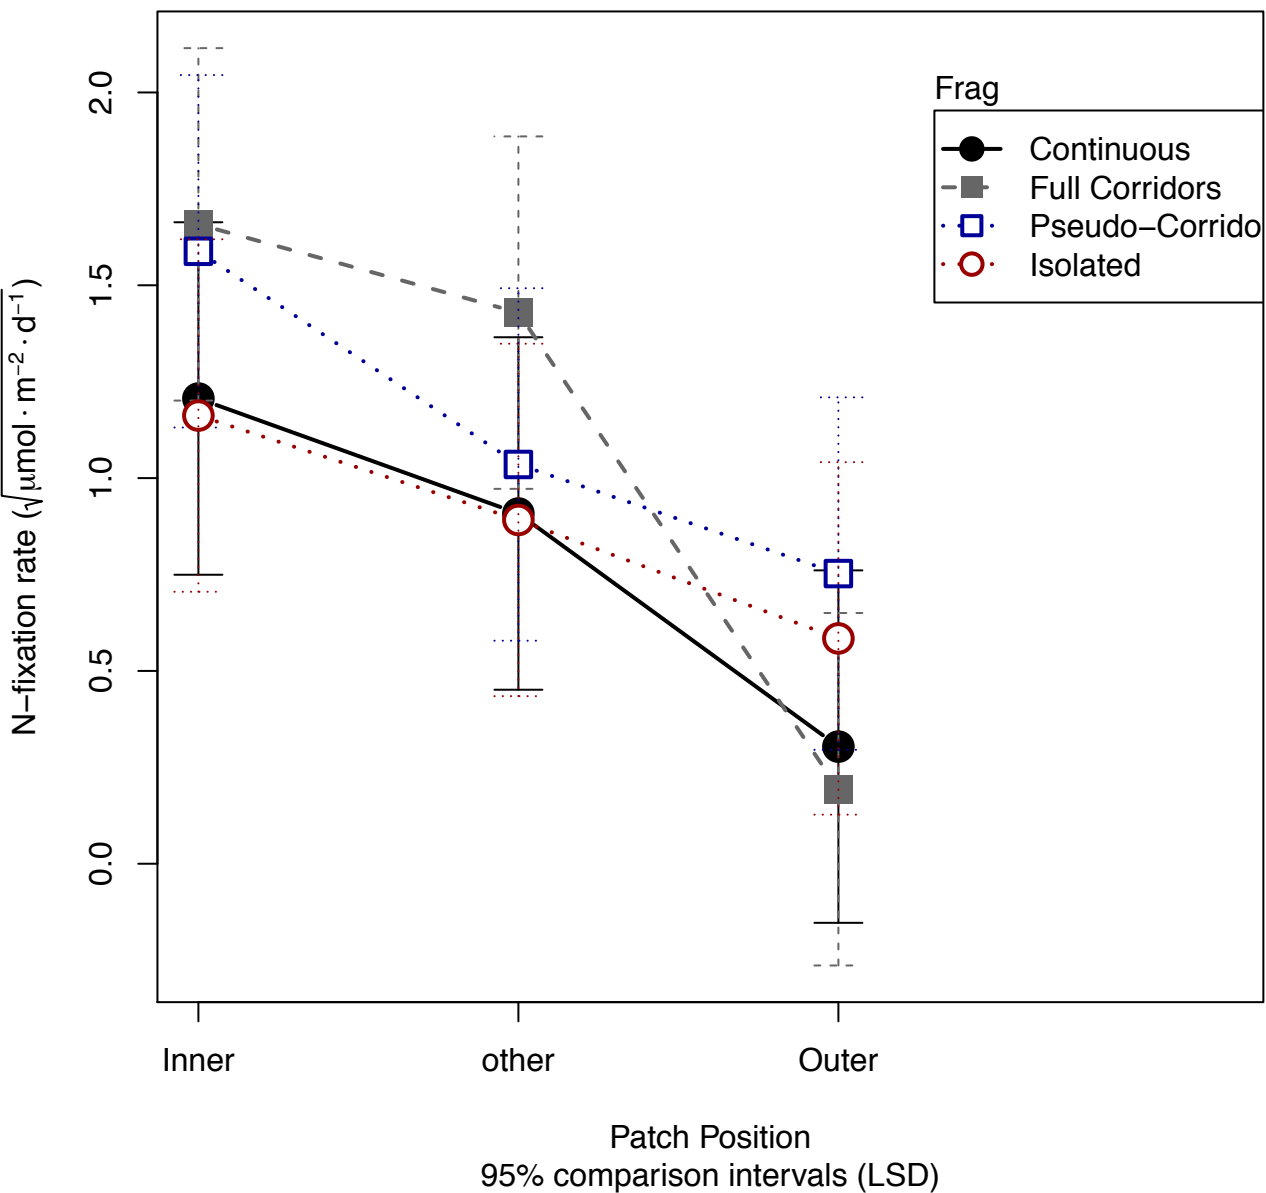 N−fixation rate (√μmol · m⁻² · d⁻¹)
2.0
1.5
1.0
0.5
0.0
Frag
Continuous
Full Corridors
Pseudo−Corrido
Isolated
Inner other Outer
Patch Position
95% comparison intervals (LSD)